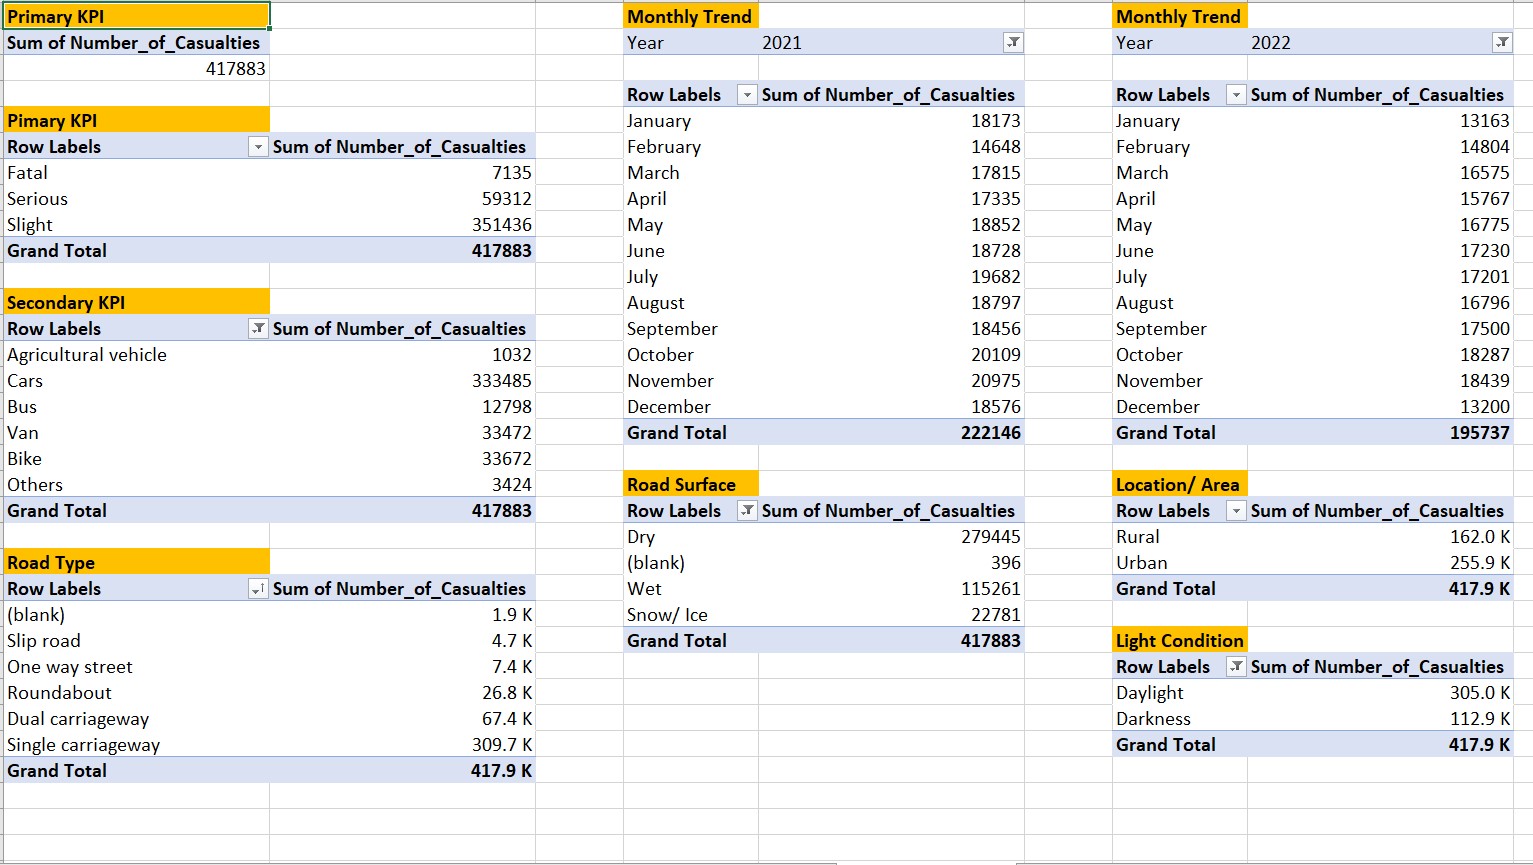 Primary KPI
Sum of Number_of_Casualties
417883
Pimary KPI
Row Labels Sum of Number_of_Casualties
Fatal 7135
Serious 59312
Slight 351436
Grand Total 417883
Secondary KPI
Row Labels Sum of Number_of_Casualties
Agricultural vehicle 1032
Cars 333485
Bus 12798
Van 33472
Bike 33672
Others 3424
Grand Total 417883
Road Type
Row Labels Sum of Number_of_Casualties
(blank) 1.9 K
Slip road 4.7 K
One way street 7.4 K
Roundabout 26.8 K
Dual carriageway 67.4 K
Single carriageway 309.7 K
Grand Total 417.9 K
Monthly Trend
Year 2021
Row Labels Sum of Number_of_Casualties
January 18173
February 14648
March 17815
April 17335
May 18852
June 18728
July 19682
August 18797
September 18456
October 20109
November 20975
December 18576
Grand Total 222146
Road Surface
Row Labels Sum of Number_of_Casualties
Dry 279445
(blank) 396
Wet 115261
Snow/ Ice 22781
Grand Total 417883
Monthly Trend
Year 2022
Row Labels Sum of Number_of_Casualties
January 13163
February 14804
March 16575
April 15767
May 16775
June 17230
July 17201
August 16796
September 17500
October 18287
November 18439
December 13200
Grand Total 195737
Location/ Area
Row Labels Sum of Number_of_Casualties
Rural 162.0 K
Urban 255.9 K
Grand Total 417.9 K
Light Condition
Row Labels Sum of Number_of_Casualties
Daylight 305.0 K
Darkness 112.9 K
Grand Total 417.9 K